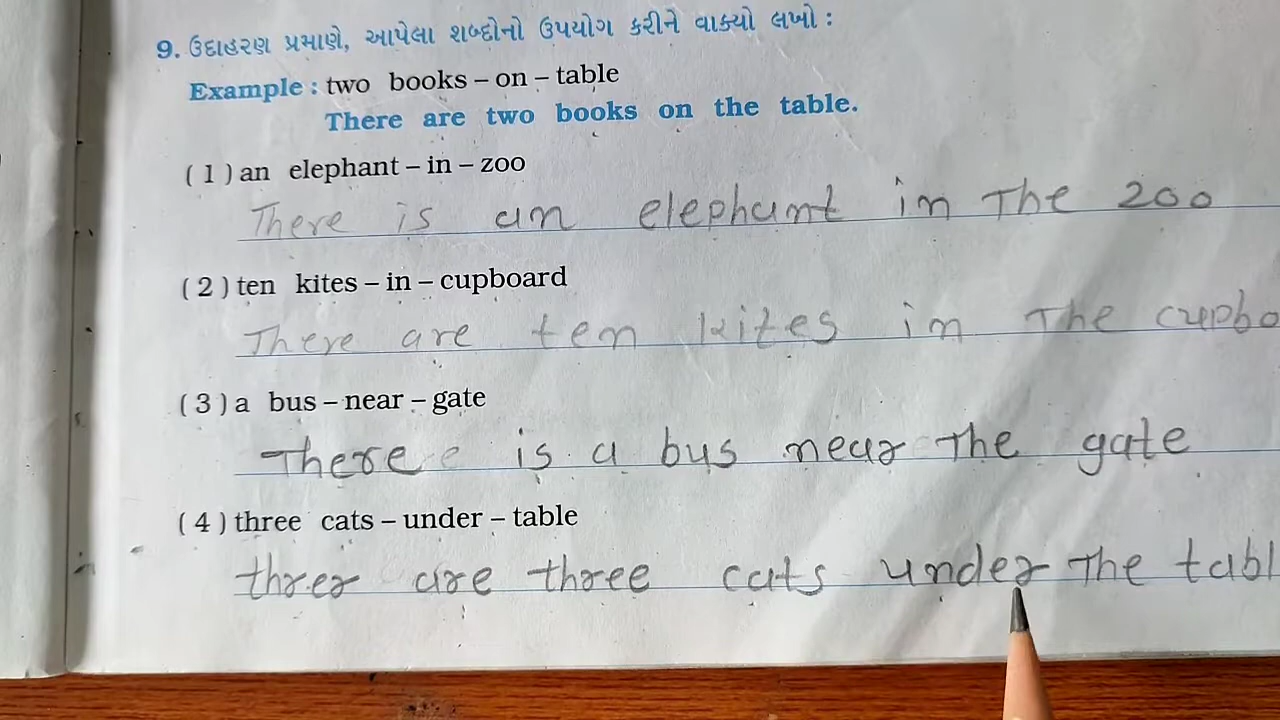 9. ઉદાહરણ પ્રમાણે, આપેલા શબ્દોનો ઉપયોગ કરીને વાક્યો લખો :
Example : two books – on – table
There are two books on the table.
( 1 ) an elephant – in – zoo
There is an elephant in The zoo
( 2 ) ten kites – in – cupboard
There are ten kites in The cupbo
( 3 ) a bus – near – gate
There is a bus near The gate
( 4 ) three cats – under – table
threr are three cats under The tabl